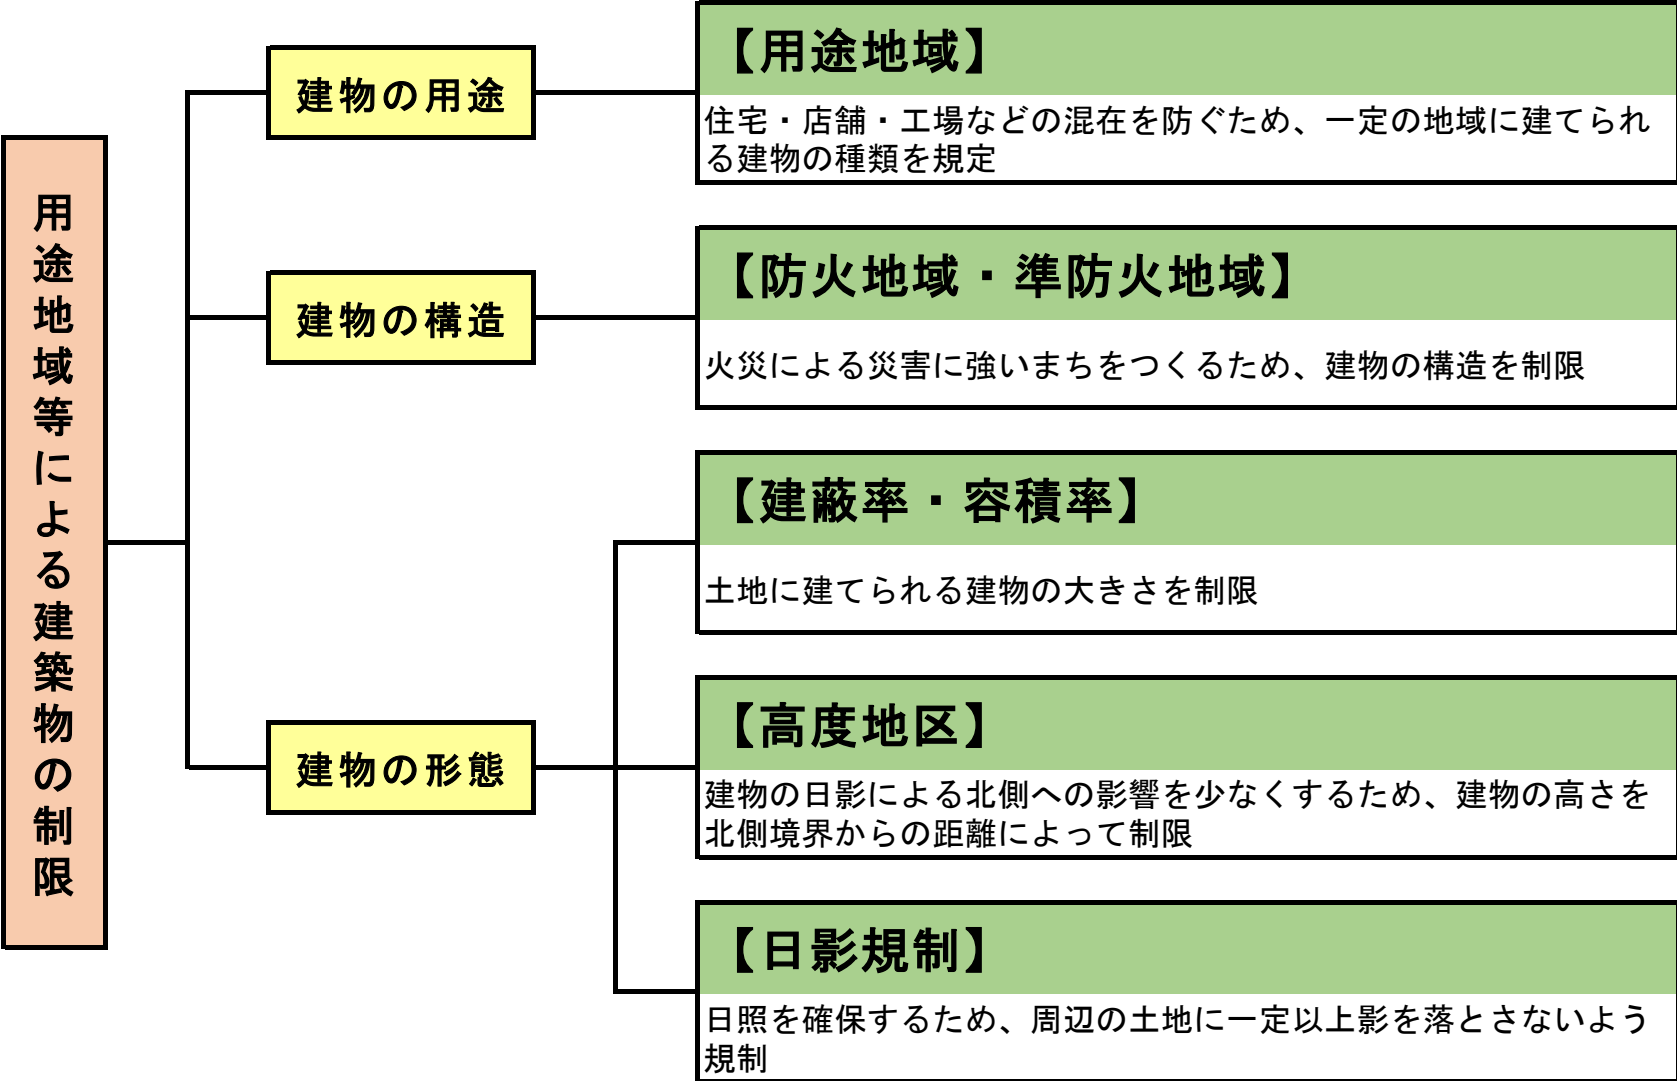 用途地域等による建築物の制限
建物の用途
【用途地域】
住宅・店舗・工場などの混在を防ぐため、一定の地域に建てられ
る建物の種類を規定
建物の構造
【防火地域・準防火地域】
火災による災害に強いまちをつくるため、建物の構造を制限
建物の形態
【建蔽率・容積率】
土地に建てられる建物の大きさを制限
【高度地区】
建物の日影による北側への影響を少なくするため、建物の高さを
北側境界からの距離によって制限
【日影規制】
日照を確保するため、周辺の土地に一定以上影を落とさないよう
規制